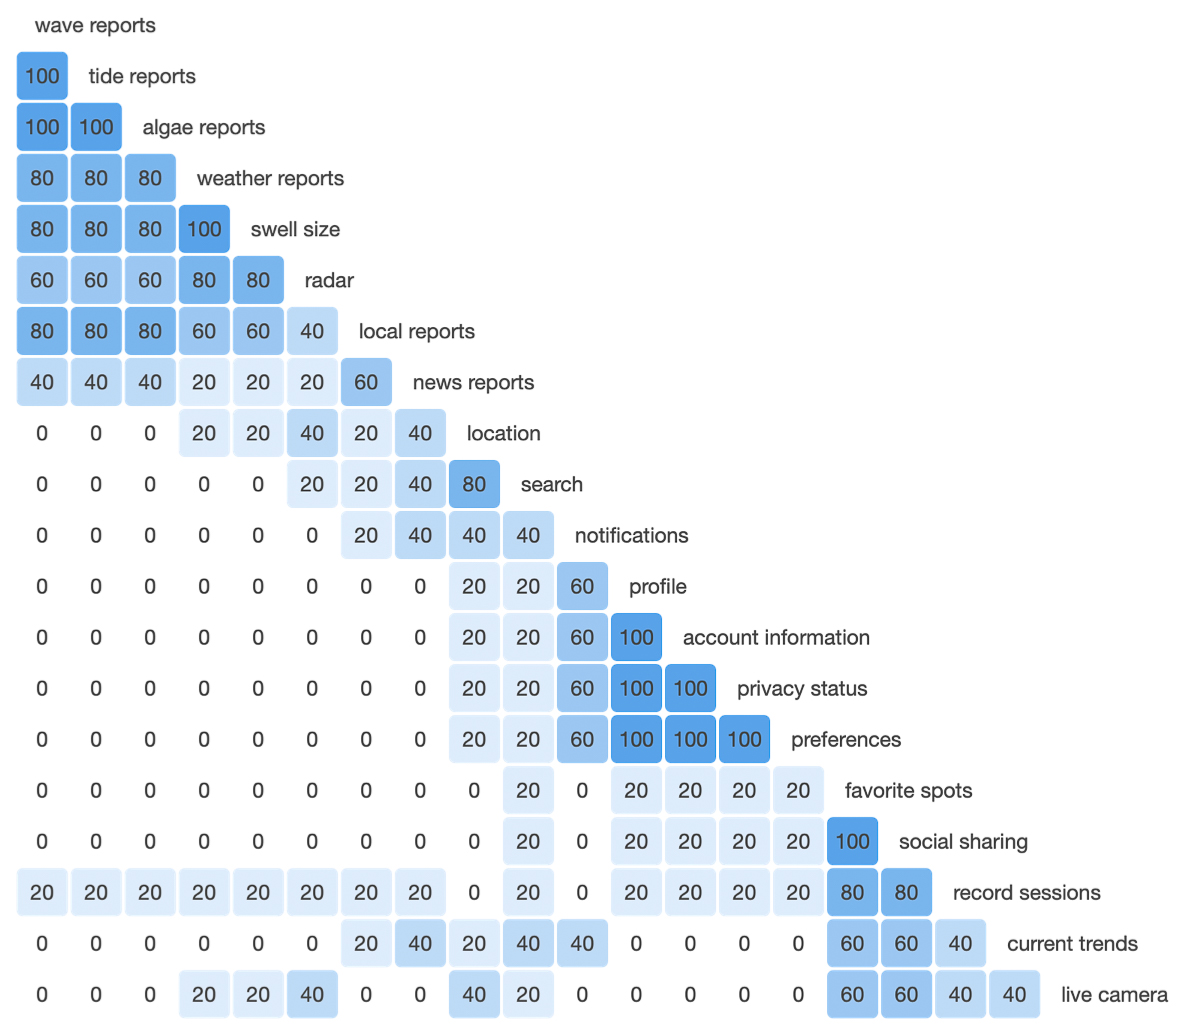 wave reports
100 tide reports
100 100 algae reports
80 80 80 weather reports
80 80 80 100 swell size
60 60 60 80 80 radar
80 80 80 60 60 40 local reports
40 40 40 20 20 20 60 news reports
0 0 0 20 20 40 20 40 location
0 0 0 0 0 20 20 40 80 search
0 0 0 0 0 0 20 40 40 40 notifications
0 0 0 0 0 0 0 0 20 20 60 profile
0 0 0 0 0 0 0 0 20 20 60 100 account information
0 0 0 0 0 0 0 0 20 20 60 100 100 privacy status
0 0 0 0 0 0 0 0 20 20 60 100 100 100 preferences
0 0 0 0 0 0 0 0 0 20 0 20 20 20 20 favorite spots
0 0 0 0 0 0 0 0 0 20 0 20 20 20 20 100 social sharing
20 20 20 20 20 20 20 20 0 20 0 20 20 20 20 80 80 record sessions
0 0 0 0 0 0 20 40 20 40 40 0 0 0 0 60 60 40 current trends
0 0 0 20 20 40 0 0 40 20 0 0 0 0 0 60 60 40 40 live camera